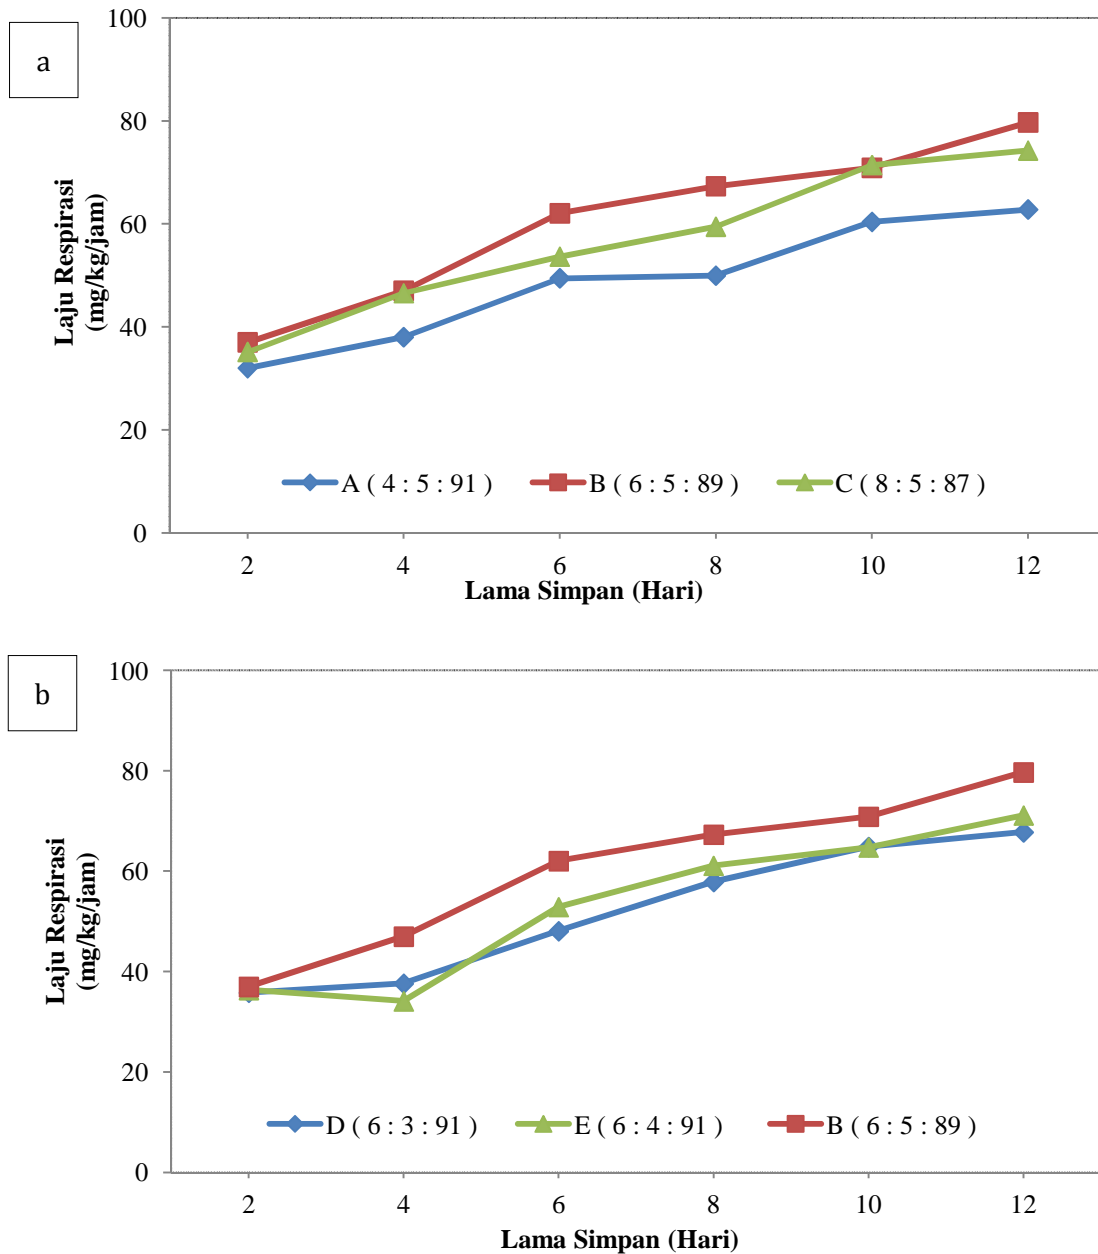 a
100
80
60
40
20
0
Laju Respirasi
(mg/kg/jam)
A ( 4 : 5 : 91 ) B ( 6 : 5 : 89 ) C ( 8 : 5 : 87 )
2 4 6 8 10 12
Lama Simpan (Hari)
b
100
80
60
40
20
0
Laju Respirasi
(mg/kg/jam)
D ( 6 : 3 : 91 ) E ( 6 : 4 : 91 ) B ( 6 : 5 : 89 )
2 4 6 8 10 12
Lama Simpan (Hari)